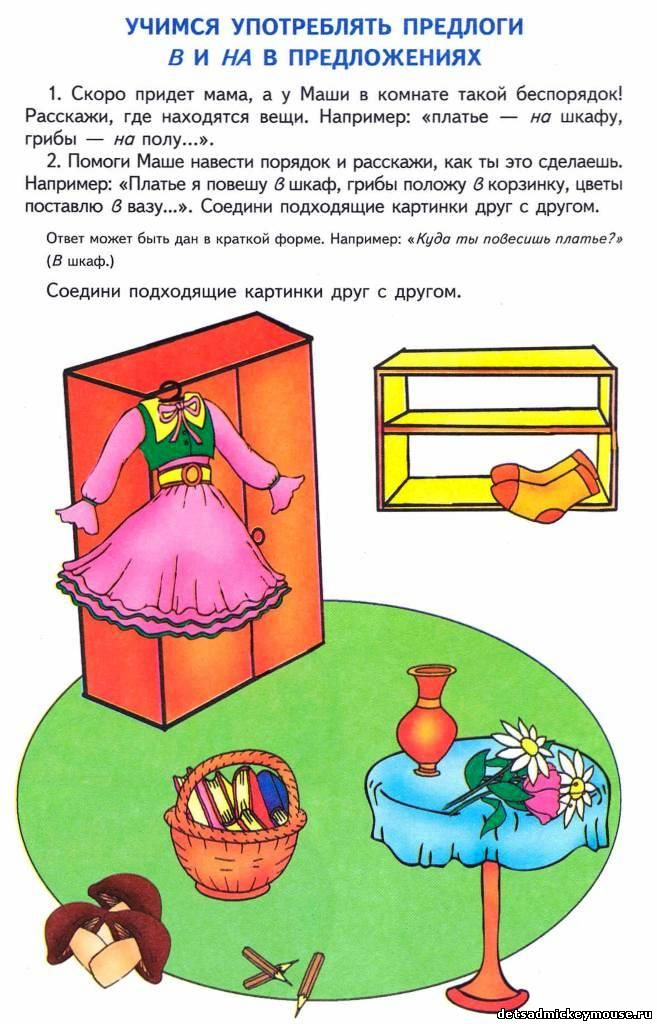 УЧИМСЯ УПОТРЕБЛЯТЬ ПРЕДЛОГИ
В И НА В ПРЕДЛОЖЕНИЯХ
1. Скоро придет мама, а у Маши в комнате такой беспорядок!
Расскажи, где находятся вещи. Например: «платье — на шкафу,
грибы — на полу...».
2. Помоги Маше навести порядок и расскажи, как ты это сделаешь.
Например: «Платье я повешу в шкаф, грибы положу в корзинку, цветы
поставлю в вазу...». Соедини подходящие картинки друг с другом.
Ответ может быть дан в краткой форме. Например: «Куда ты повесишь платье?»
(В шкаф.)
Соедини подходящие картинки друг с другом.
detsadmickeymouse.ru